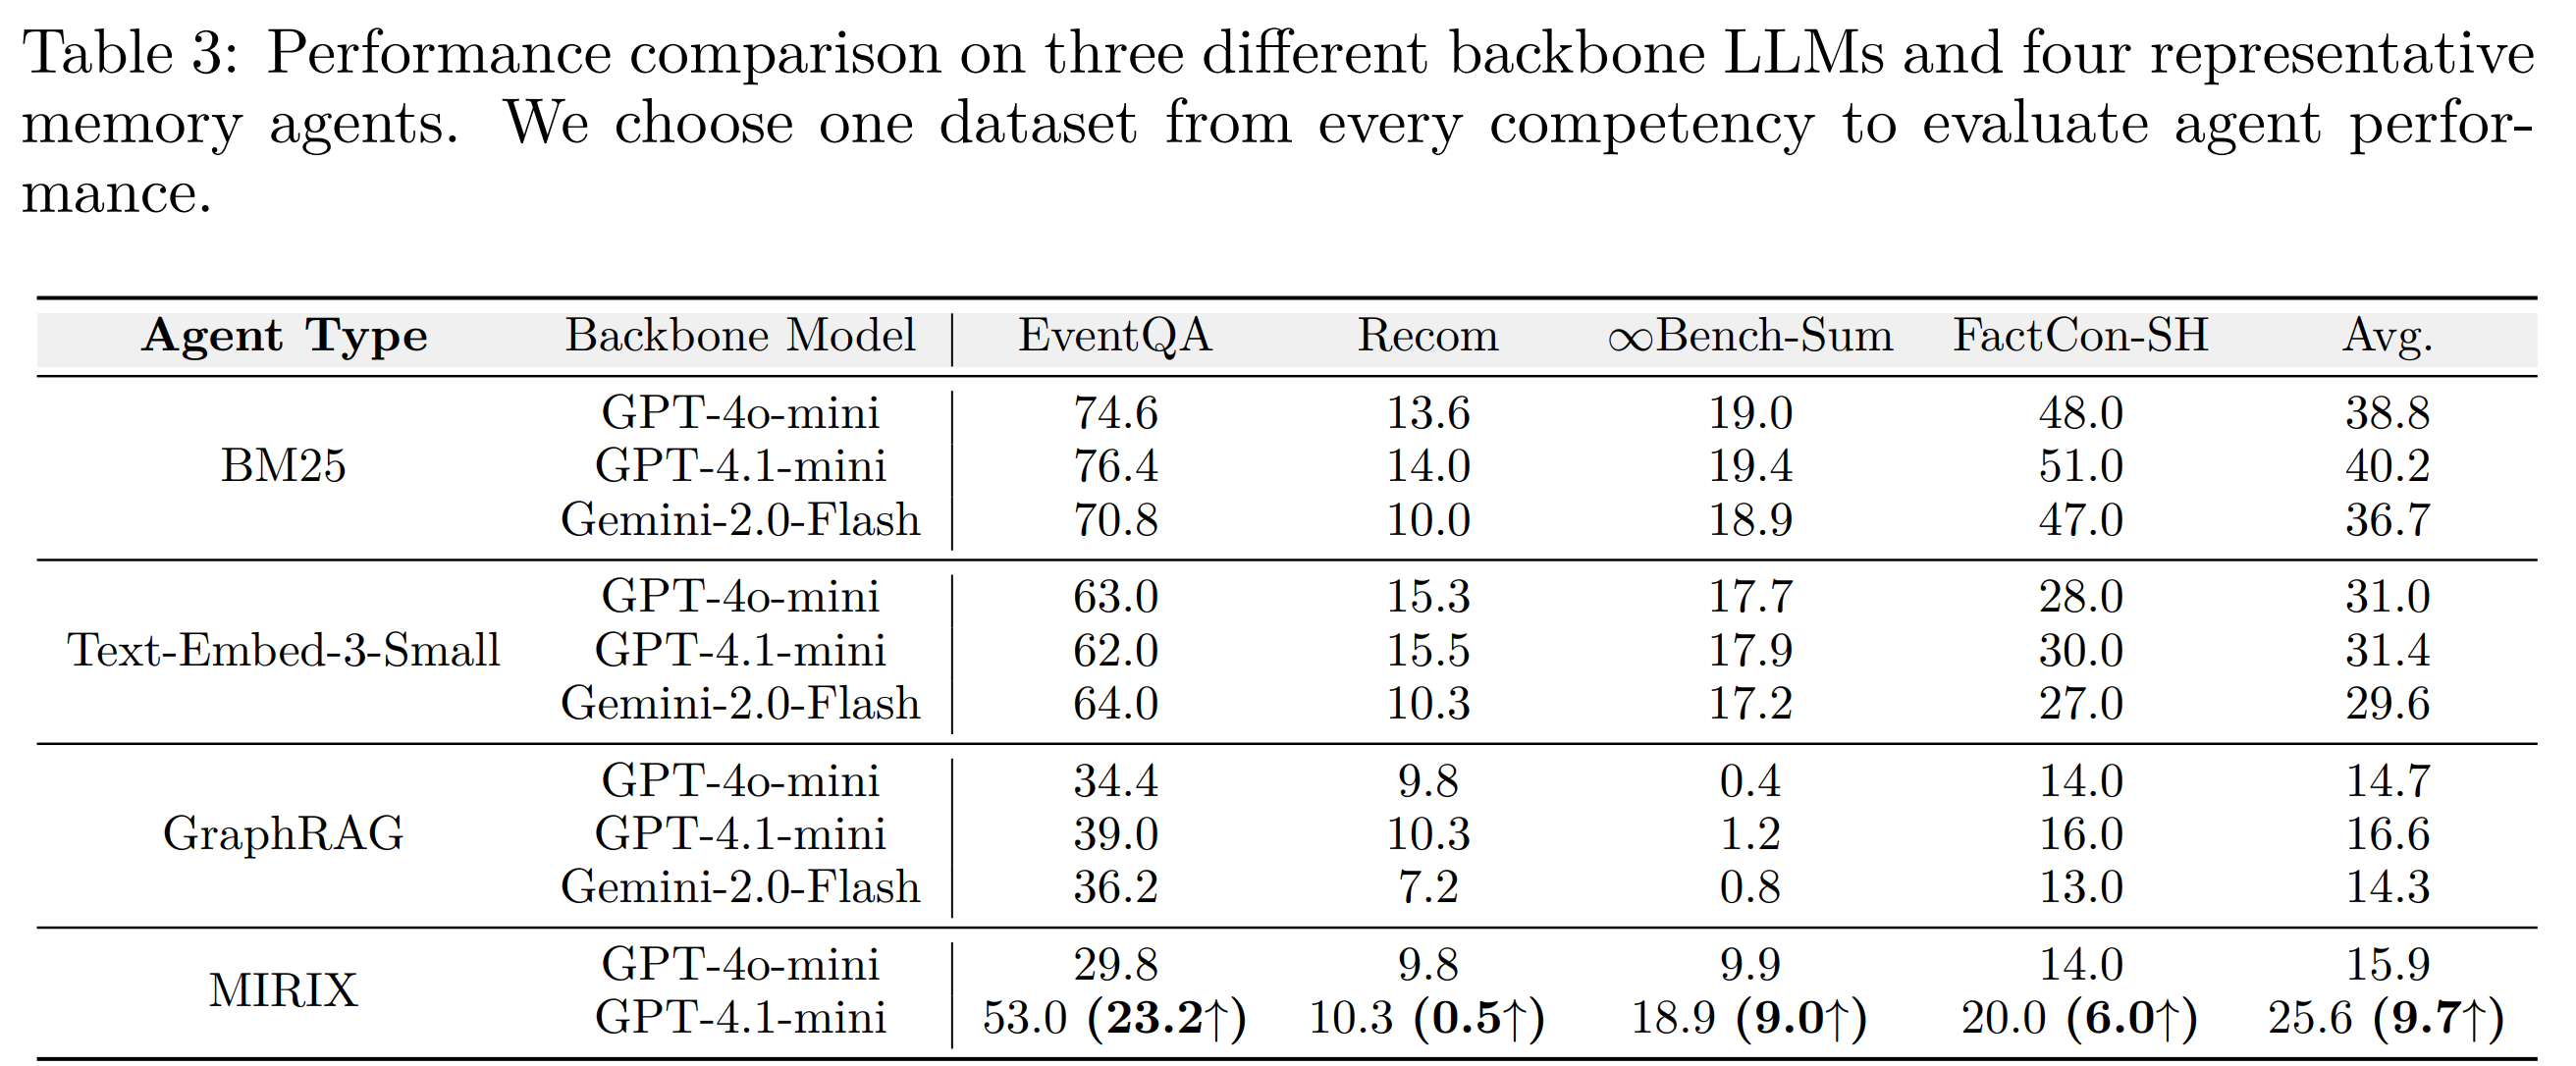 Table 3: Performance comparison on three different backbone LLMs and four representative
memory agents. We choose one dataset from every competency to evaluate agent perfor-
mance.
Agent Type Backbone Model EventQA Recom ∞Bench-Sum FactCon-SH Avg.
BM25
GPT-4o-mini 74.6 13.6 19.0 48.0 38.8
GPT-4.1-mini 76.4 14.0 19.4 51.0 40.2
Gemini-2.0-Flash 70.8 10.0 18.9 47.0 36.7
Text-Embed-3-Small
GPT-4o-mini 63.0 15.3 17.7 28.0 31.0
GPT-4.1-mini 62.0 15.5 17.9 30.0 31.4
Gemini-2.0-Flash 64.0 10.3 17.2 27.0 29.6
GraphRAG
GPT-4o-mini 34.4 9.8 0.4 14.0 14.7
GPT-4.1-mini 39.0 10.3 1.2 16.0 16.6
Gemini-2.0-Flash 36.2 7.2 0.8 13.0 14.3
MIRIX
GPT-4o-mini 29.8 9.8 9.9 14.0 15.9
GPT-4.1-mini 53.0 (23.2↑) 10.3 (0.5↑) 18.9 (9.0↑) 20.0 (6.0↑) 25.6 (9.7↑)